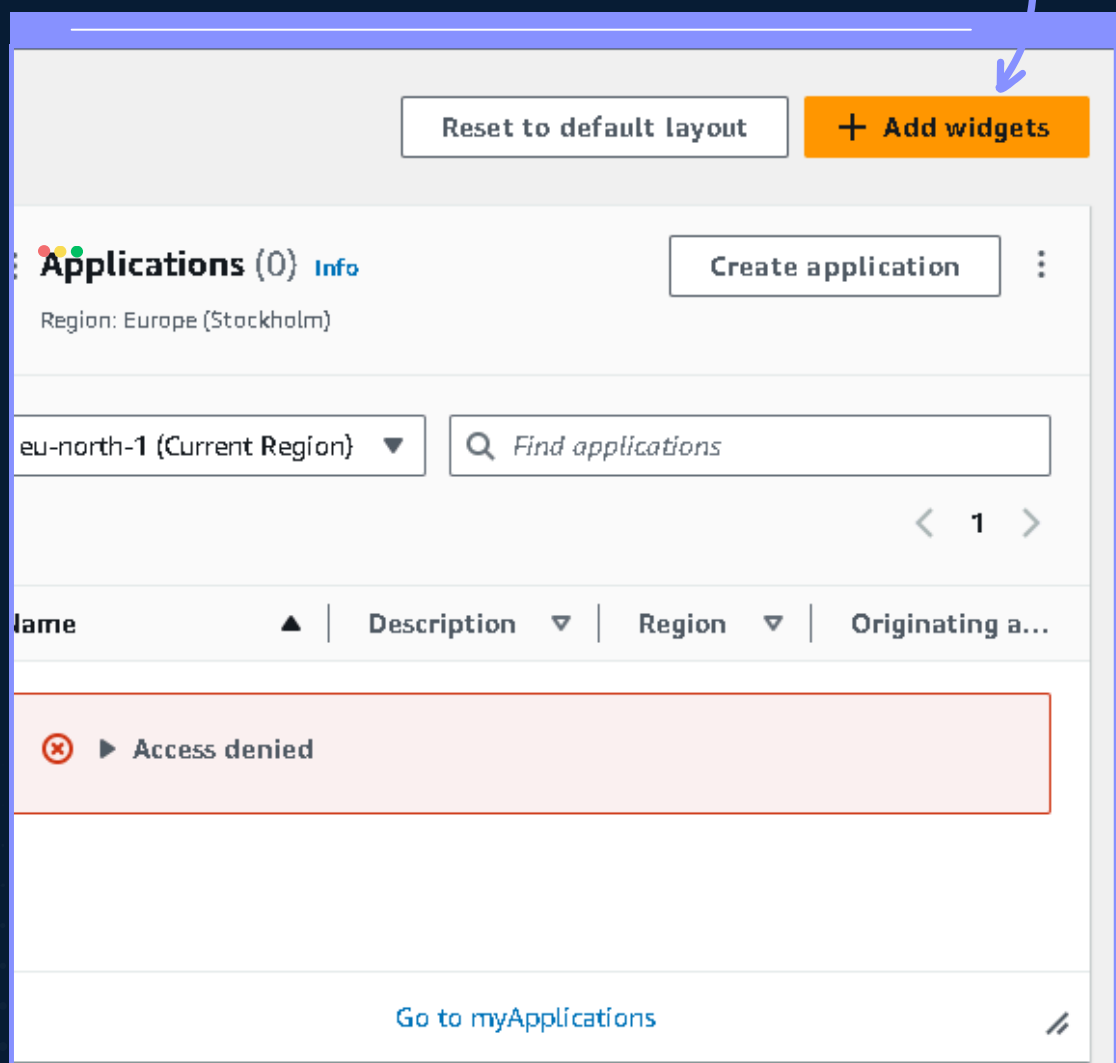 Reset to default layout
+ Add widgets
Applications (0) Info
Create application
Region: Europe (Stockholm)
eu-north-1 (Current Region)
Find applications
1
Name
Description
Region
Originating a...
Access denied
Go to myApplications